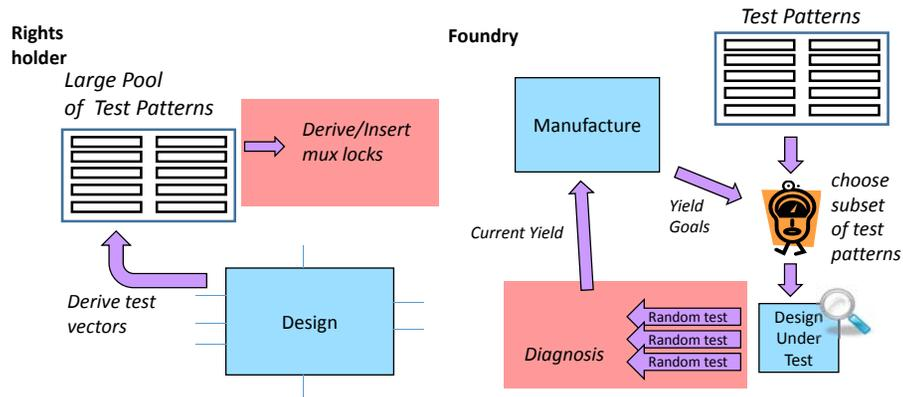 Rights
holder
Large Pool
of Test Patterns
Derive/Insert
mux locks
Derive test
vectors
Design
Foundry
Test Patterns
Manufacture
choose
subset
of test
patterns
Yield
Goals
Current Yield
Diagnosis
Random test
Random test
Random test
Design
Under
Test